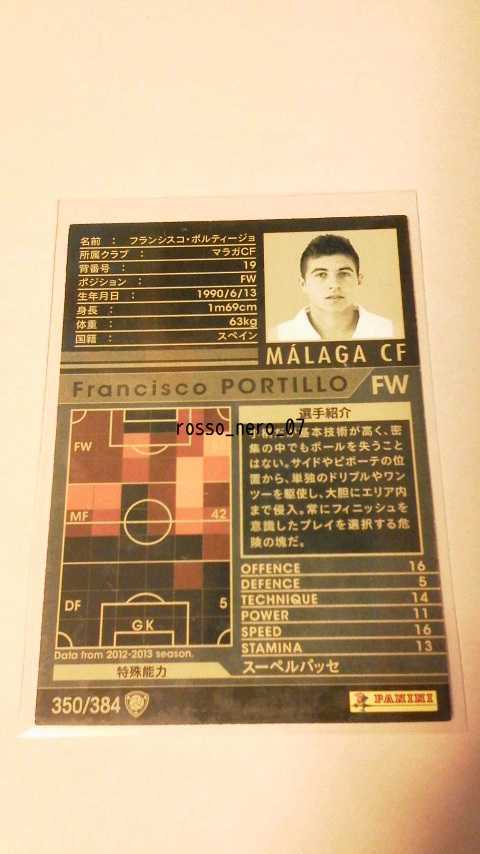 名前 : フランシスコ・ポルティージョ
所属クラブ : マラガCF
背番号 : 19
ポジション : FW
生年月日 : 1990/6/13
身長 : 1m69cm
体重 : 63kg
国籍 : スペイン
MÁLAGA CF
Francisco PORTILLO FW
rosso_nero_07
FW
MF 42
DF 5
GK
Data from 2012-2013 season.
選手紹介
基本技術が高く、密
集の中でもボールを失うこと
はない。サイドやピボーテの位
置から、単独のドリブルやワン
ツーを駆使し、大胆にエリア内
まで侵入。常にフィニッシュを
意識したプレイを選択する危
険の塊だ。
OFFENCE 16
DEFENCE 5
TECHNIQUE 14
POWER 11
SPEED 16
STAMINA 13
特殊能力 スーペルパッセ
350/384
PANINI